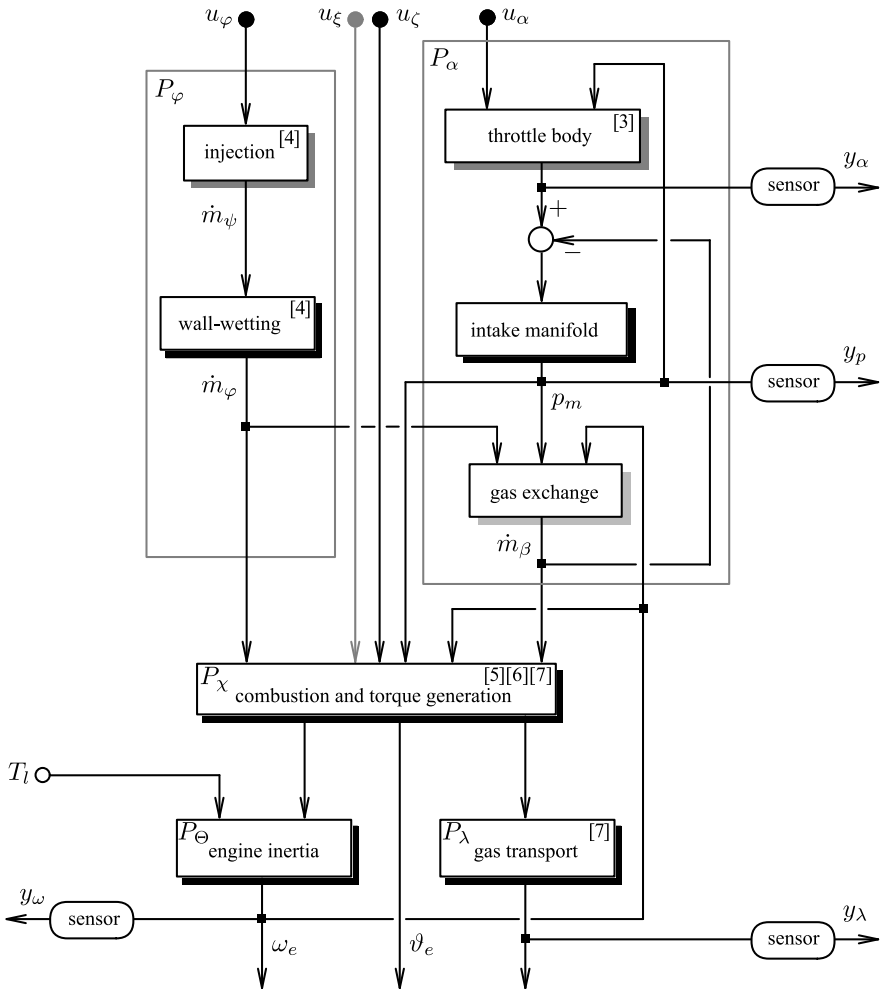 u_φ u_ξ u_ζ u_α
P_α
P_φ
[3]
throttle body
[4]
injection
y_α
sensor
ṁ_ψ
+
−
[4]
wall-wetting
intake manifold
y_p
sensor
ṁ_φ
p_m
gas exchange
ṁ_β
P_χ [5][6][7]
combustion and torque generation
T_l
P_Θ
engine inertia
P_λ [7]
gas transport
y_ω
sensor
y_λ
sensor
ω_e ϑ_e